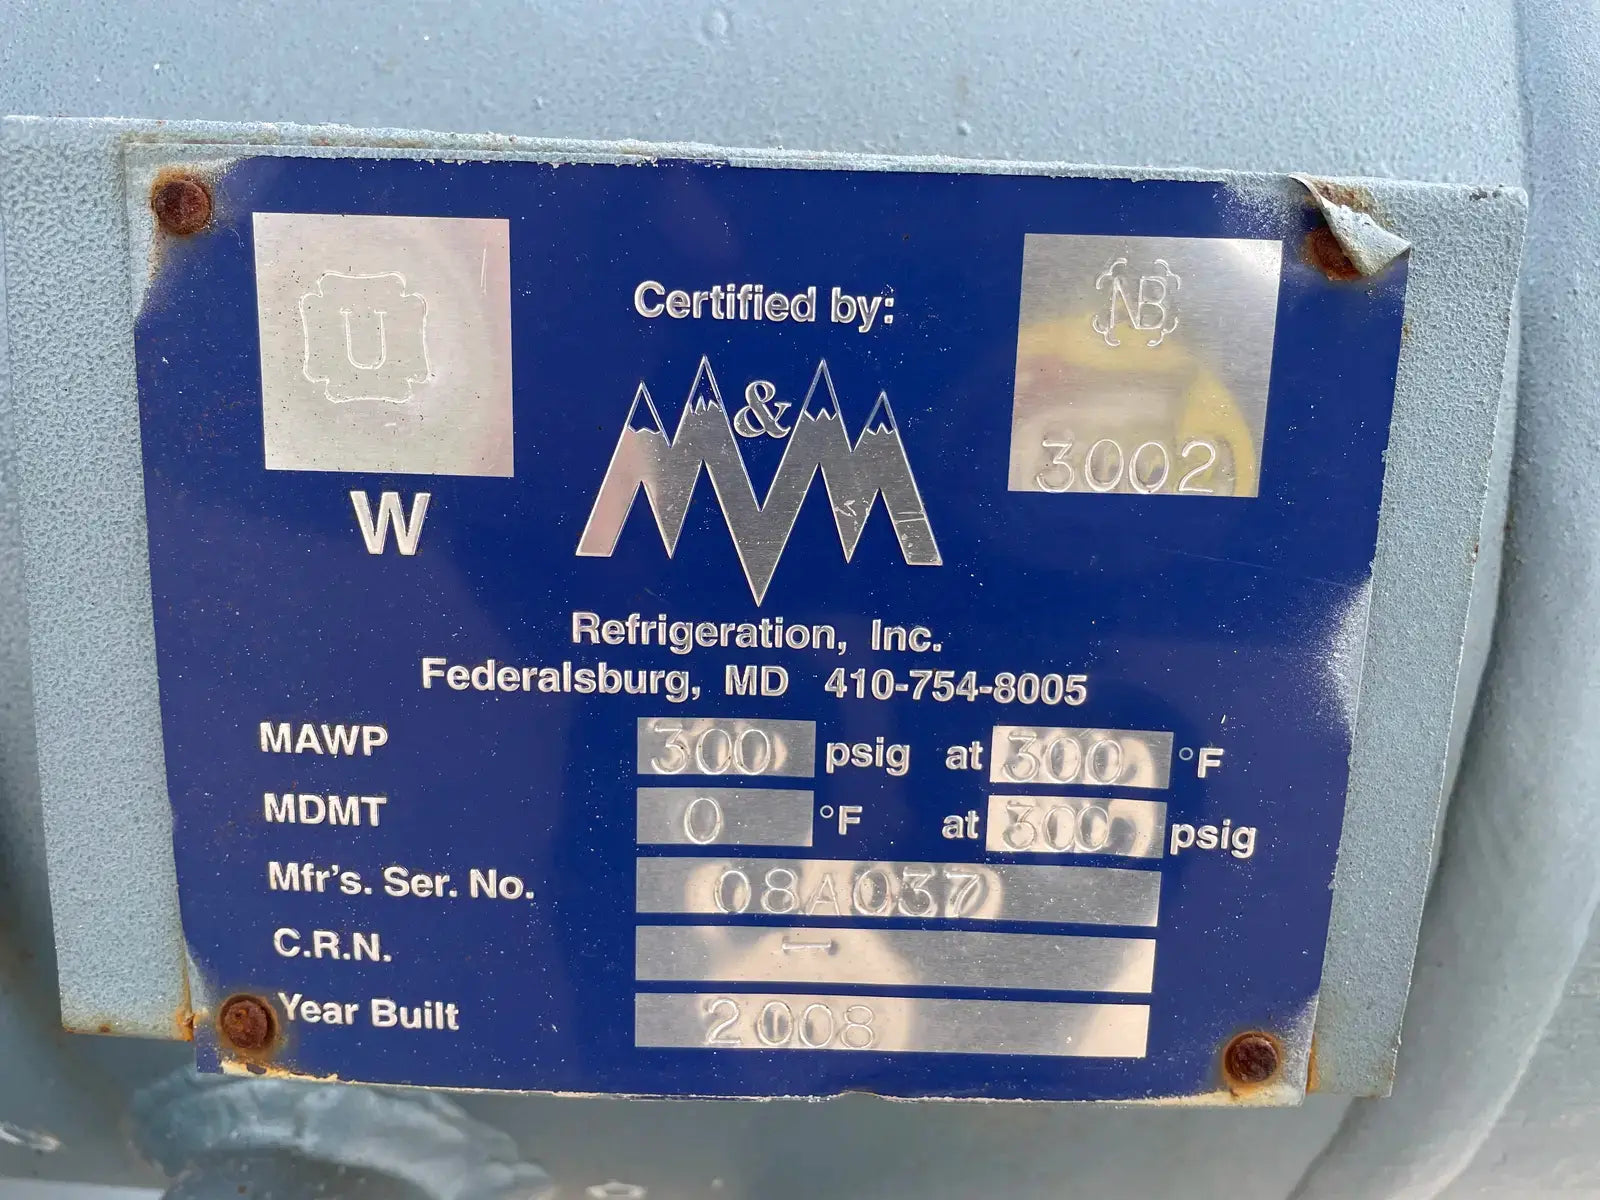 U
Certified by:
NB
3002
W
M&M
Refrigeration, Inc.
Federalsburg, MD 410-754-8005
MAWP 300 psig at 300 °F
MDMT 0 °F at 300 psig
Mfr's. Ser. No. 08A037
C.R.N. —
Year Built 2008